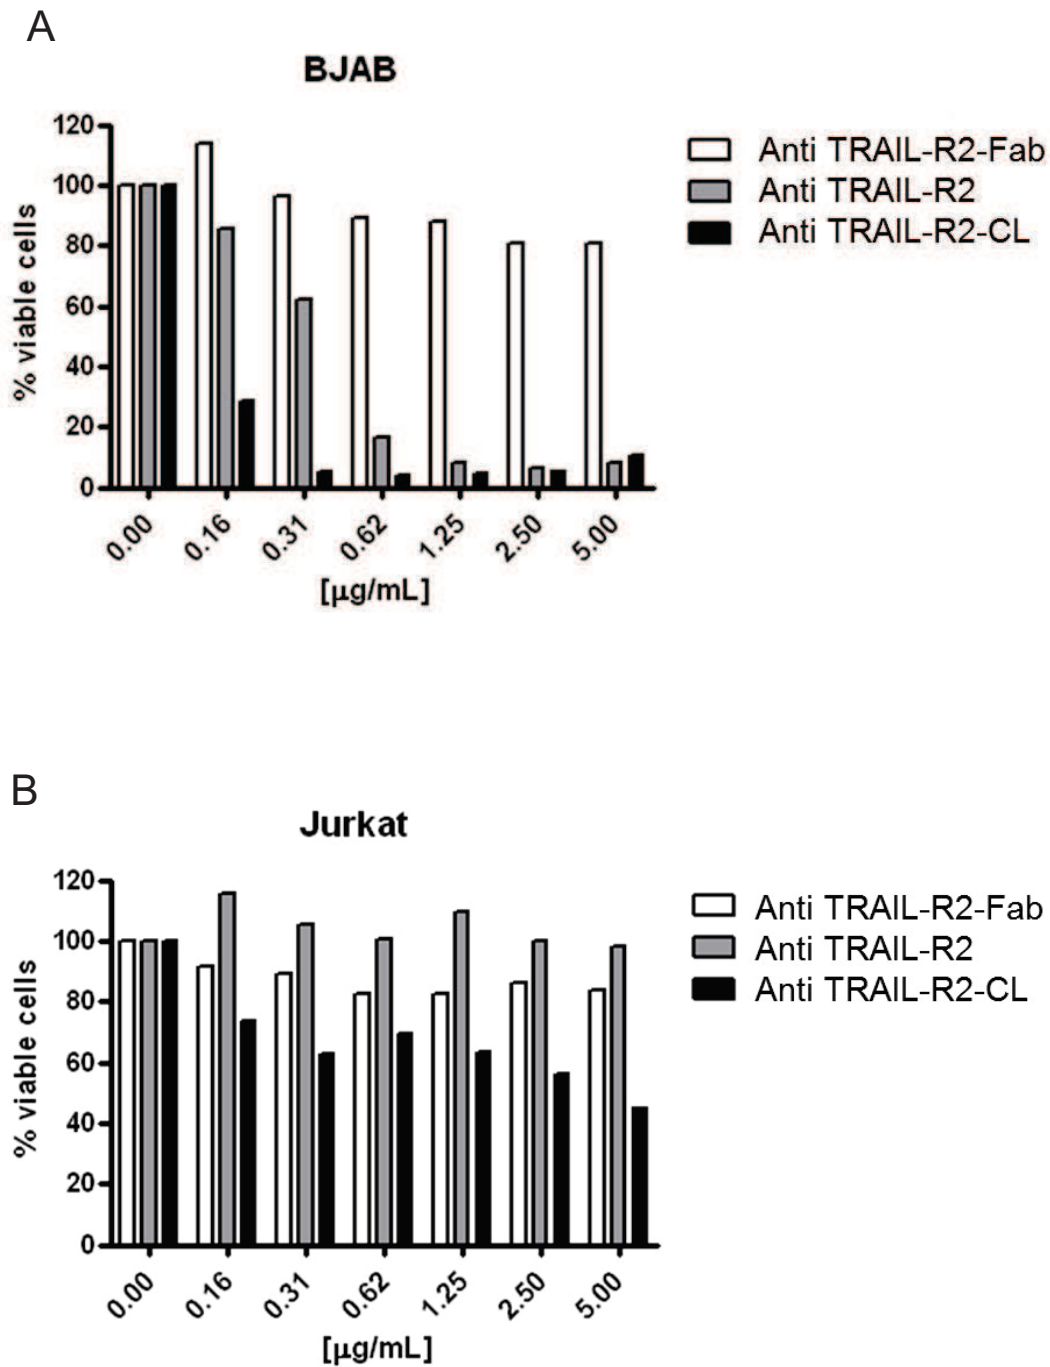 A
BJAB
120
100
80
60
40
20
0
% viable cells
0.00
0.16
0.31
0.62
1.25
2.50
5.00
[µg/mL]
Anti TRAIL-R2-Fab
Anti TRAIL-R2
Anti TRAIL-R2-CL
B
Jurkat
120
100
80
60
40
20
0
% viable cells
0.00
0.16
0.31
0.62
1.25
2.50
5.00
[µg/mL]
Anti TRAIL-R2-Fab
Anti TRAIL-R2
Anti TRAIL-R2-CL